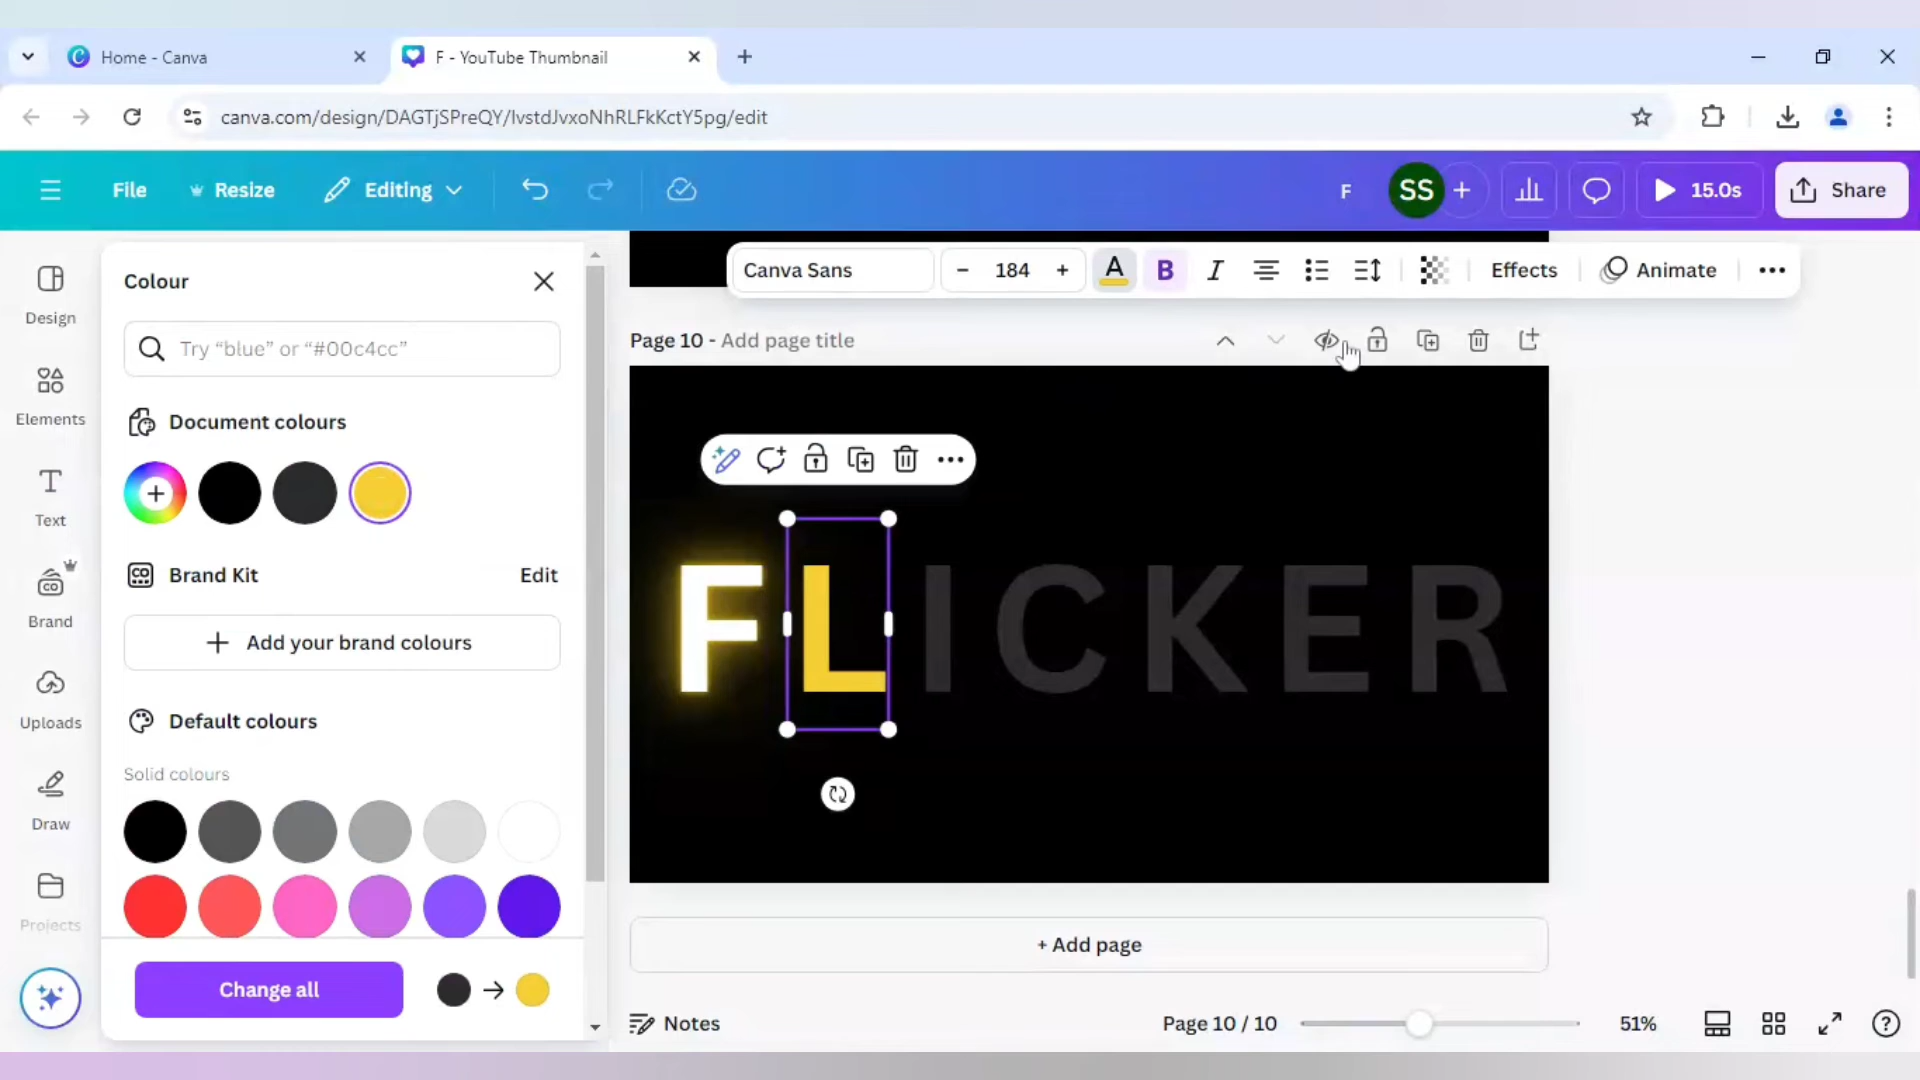 Home - Canva
F - YouTube Thumbnail
canva.com/design/DAGTjSPreQY/IvstdJvxoNhRLFkKctY5pg/edit
File
Resize
Editing
F
SS
15.0s
Share
Design
Elements
Text
Brand
Uploads
Draw
Projects
Colour
Try “blue” or “#00c4cc”
Document colours
Brand Kit
Edit
Add your brand colours
Default colours
Solid colours
Change all
Canva Sans
– 184 +
A
B
I
Effects
Animate
Page 10 - Add page title
FLICKER
+ Add page
Notes
Page 10 / 10
51%